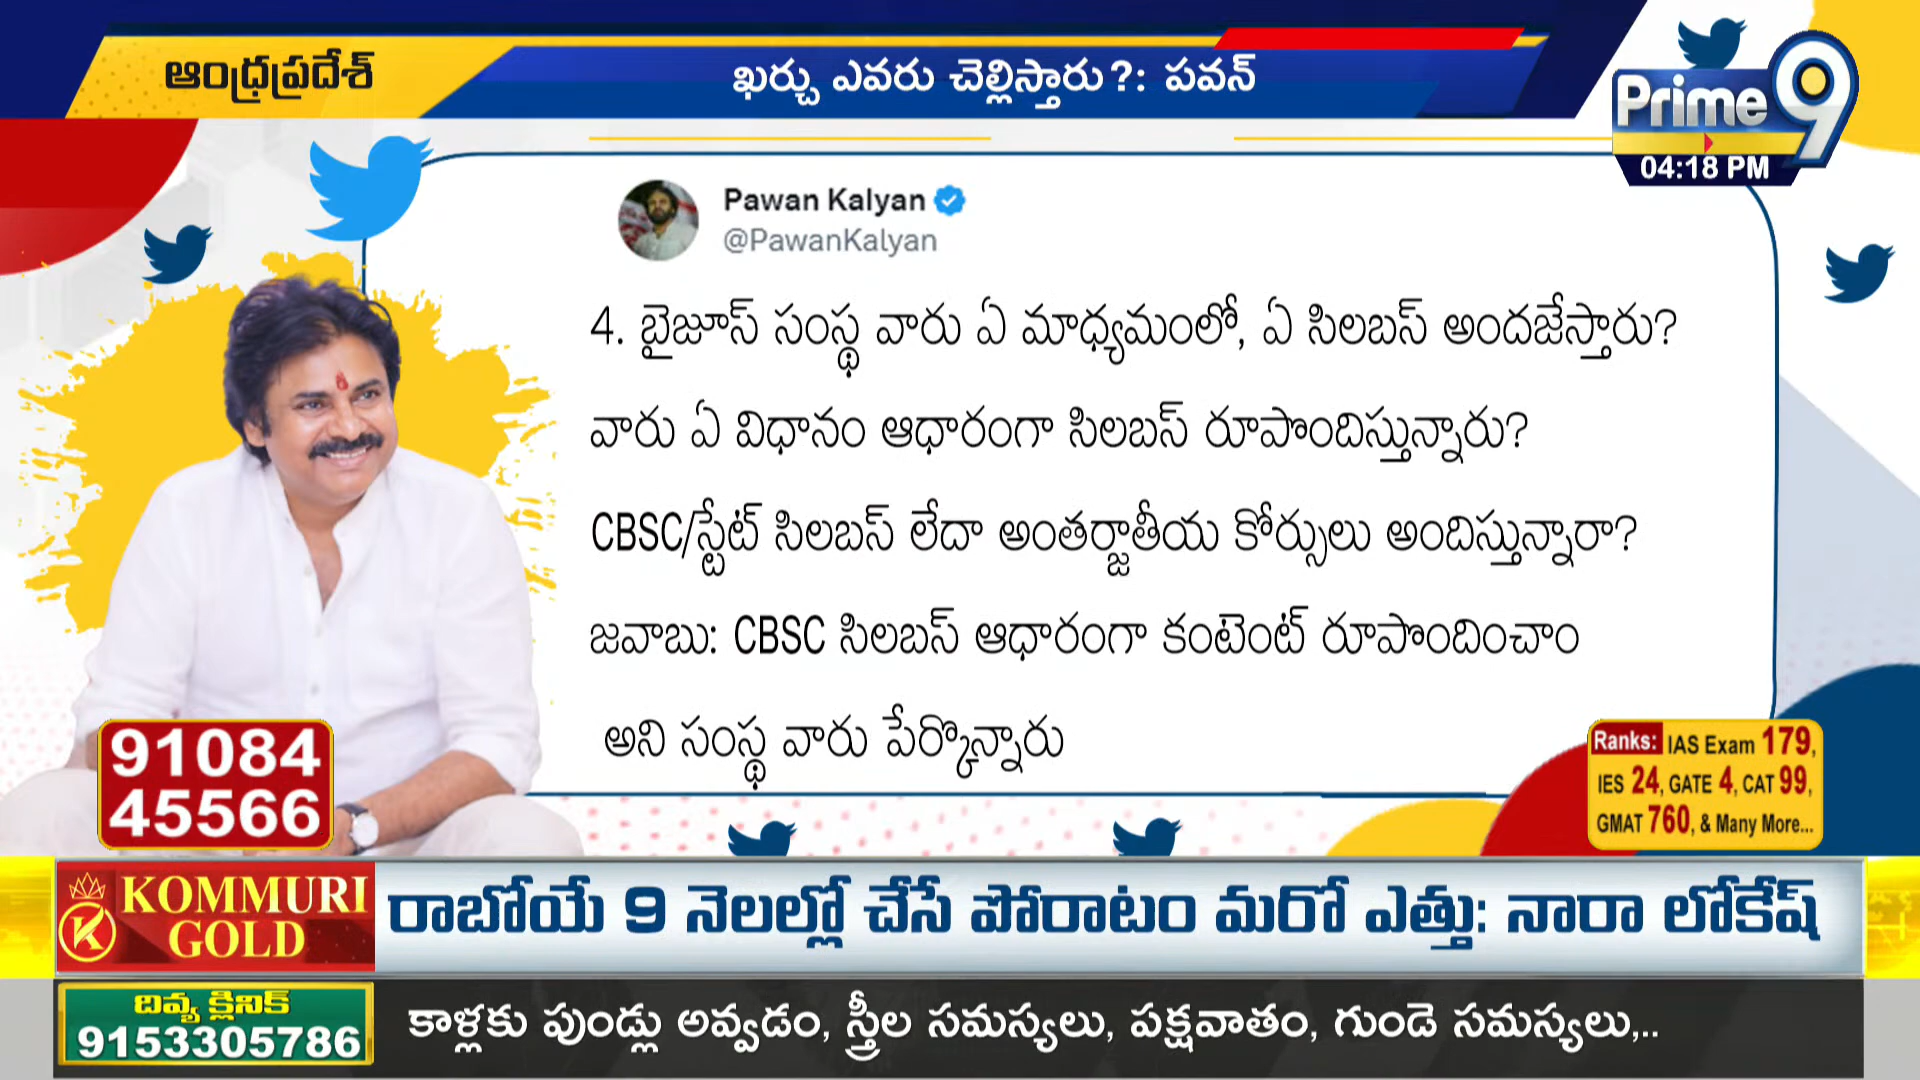 ఆంధ్రప్రదేశ్
ఖర్చు ఎవరు చెల్లిస్తారు?: పవన్
Prime9
04:18 PM
Pawan Kalyan
@PawanKalyan
4. బైజూస్ సంస్థ వారు ఏ మాధ్యమంలో, ఏ సిలబస్ అందజేస్తారు?
వారు ఏ విధానం ఆధారంగా సిలబస్ రూపొందిస్తున్నారు?
CBSC/స్టేట్ సిలబస్ లేదా అంతర్జాతీయ కోర్సులు అందిస్తున్నారా?
జవాబు: CBSC సిలబస్ ఆధారంగా కంటెంట్ రూపొందించాం
అని సంస్థ వారు పేర్కొన్నారు
91084
45566
Ranks: IAS Exam 179,
IES 24, GATE 4, CAT 99,
GMAT 760, & Many More...
KOMMURI
GOLD
రాబోయే 9 నెలల్లో చేసే పోరాటం మరో ఎత్తు: నారా లోకేష్
దివ్య క్లినిక్
9153305786
కాళ్లకు పుండ్లు అవ్వడం, స్త్రీల సమస్యలు, పక్షవాతం, గుండె సమస్యలు,..